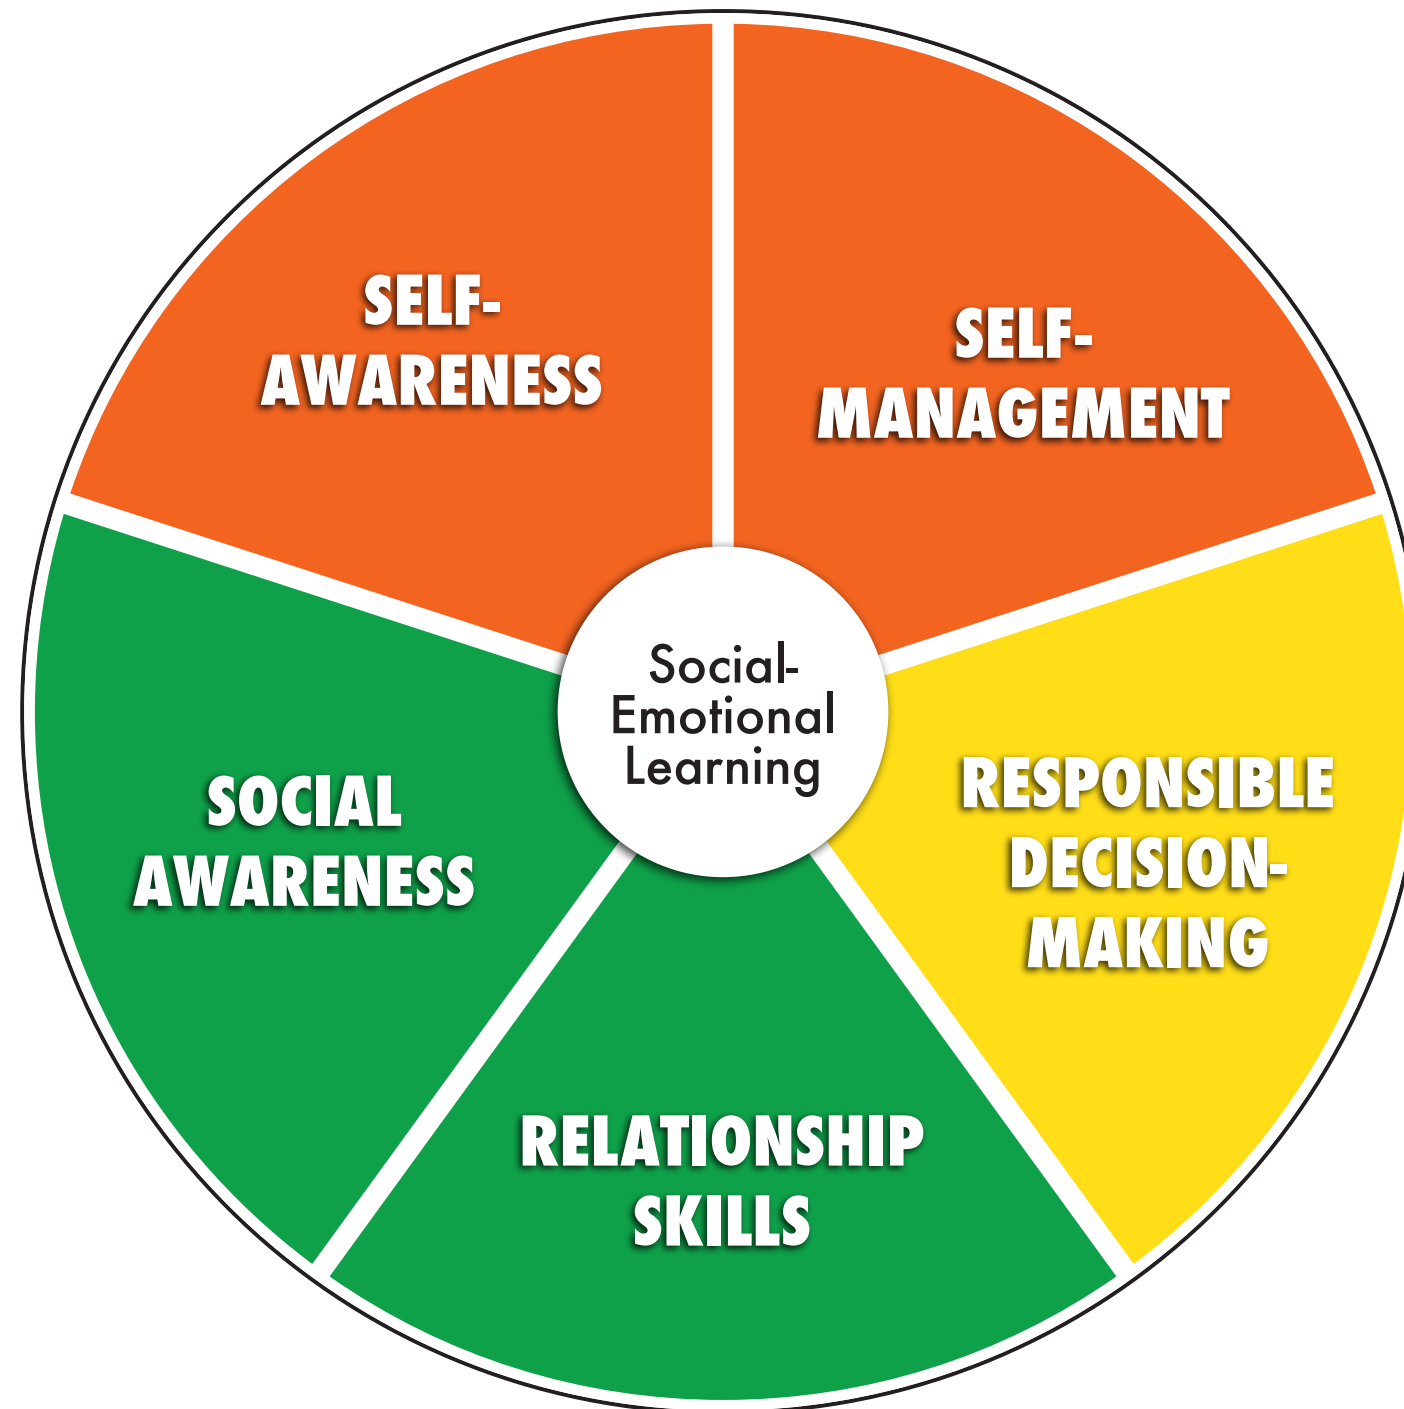 SELF-
AWARENESS
SELF-
MANAGEMENT
Social-
Emotional
Learning
SOCIAL
AWARENESS
RESPONSIBLE
DECISION-
MAKING
RELATIONSHIP
SKILLS